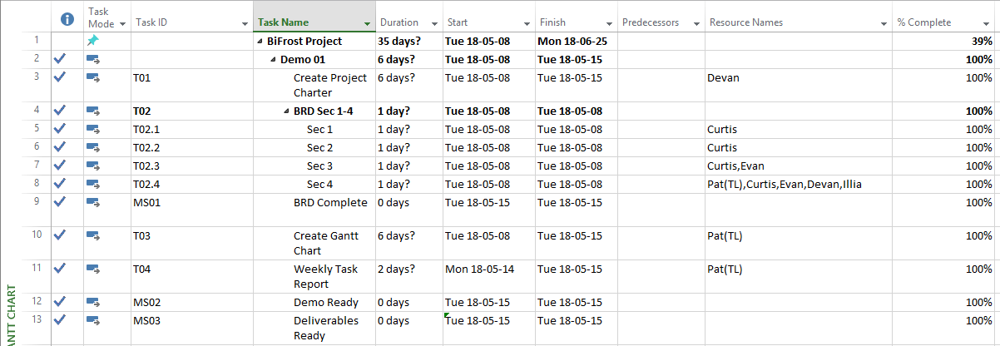 Task Mode Task ID Task Name Duration Start Finish Predecessors Resource Names % Complete
1 BiFrost Project 35 days? Tue 18-05-08 Mon 18-06-25 39%
2 Demo 01 6 days? Tue 18-05-08 Tue 18-05-15 100%
3 T01 Create Project Charter 6 days? Tue 18-05-08 Tue 18-05-15 Devan 100%
4 T02 BRD Sec 1-4 1 day? Tue 18-05-08 Tue 18-05-08 100%
5 T02.1 Sec 1 1 day? Tue 18-05-08 Tue 18-05-08 Curtis 100%
6 T02.2 Sec 2 1 day? Tue 18-05-08 Tue 18-05-08 Curtis 100%
7 T02.3 Sec 3 1 day? Tue 18-05-08 Tue 18-05-08 Curtis,Evan 100%
8 T02.4 Sec 4 1 day? Tue 18-05-08 Tue 18-05-08 Pat(TL),Curtis,Evan,Devan,Illia 100%
9 MS01 BRD Complete 0 days Tue 18-05-15 Tue 18-05-15 100%
10 T03 Create Gantt Chart 6 days? Tue 18-05-08 Tue 18-05-15 Pat(TL) 100%
11 T04 Weekly Task Report 2 days? Mon 18-05-14 Tue 18-05-15 Pat(TL) 100%
12 MS02 Demo Ready 0 days Tue 18-05-15 Tue 18-05-15 100%
13 MS03 Deliverables Ready 0 days Tue 18-05-15 Tue 18-05-15 100%
ANTT CHART